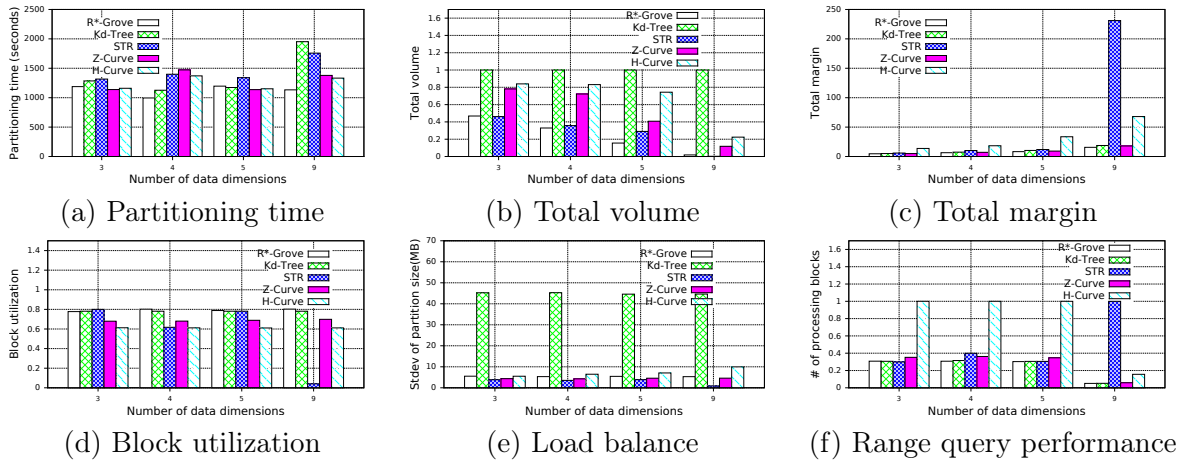 2500
2000
1500
1000
500
0
Partitioning time (seconds)
R*-Grove
Kd-Tree
STR
Z-Curve
H-Curve
3 4 5 9
Number of data dimensions
(a) Partitioning time
1.6
1.4
1.2
1
0.8
0.6
0.4
0.2
0
Total volume
R*-Grove
Kd-Tree
STR
Z-Curve
H-Curve
3 4 5 9
Number of data dimensions
(b) Total volume
250
200
150
100
50
0
Total margin
R*-Grove
Kd-Tree
STR
Z-Curve
H-Curve
3 4 5 9
Number of data dimensions
(c) Total margin
1.4
1.2
1
0.8
0.6
0.4
0.2
0
Block utilization
R*-Grove
Kd-Tree
STR
Z-Curve
H-Curve
3 4 5 9
Number of data dimensions
(d) Block utilization
70
60
50
40
30
20
10
0
Stdev of partition size(MB)
R*-Grove
Kd-Tree
STR
Z-Curve
H-Curve
3 4 5 9
Number of data dimensions
(e) Load balance
1.6
1.4
1.2
1
0.8
0.6
0.4
0.2
0
# of processing blocks
R*-Grove
Kd-Tree
STR
Z-Curve
H-Curve
3 4 5 9
Number of data dimensions
(f) Range query performance